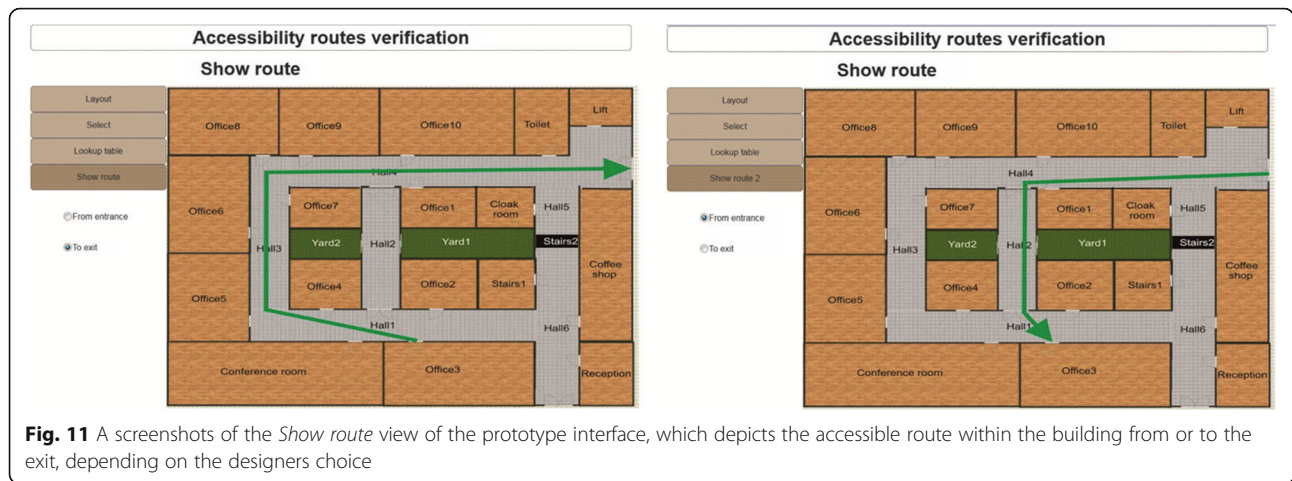 Accessibility routes verification
Show route
Layout
Select
Lookup table
Show route
From entrance
To exit
Office8
Office9
Office10
Toilet
Lift
Hall4
Office6
Office7
Office1
Cloak
room
Hall5
Hall3
Yard2
Hall2
Yard1
Stairs2
Coffee
shop
Office5
Office4
Office2
Stairs1
Hall1
Hall6
Conference room
Office3
Reception
Accessibility routes verification
Show route
Layout
Select
Lookup table
Show route 2
From entrance
To exit
Office8
Office9
Office10
Toilet
Lift
Hall4
Office6
Office7
Office1
Cloak
room
Hall5
Hall3
Yard2
Hall2
Yard1
Stairs2
Coffee
shop
Office5
Office4
Office2
Stairs1
Hall1
Hall6
Conference room
Office3
Reception
Fig. 11 A screenshots of the Show route view of the prototype interface, which depicts the accessible route within the building from or to the
exit, depending on the designers choice